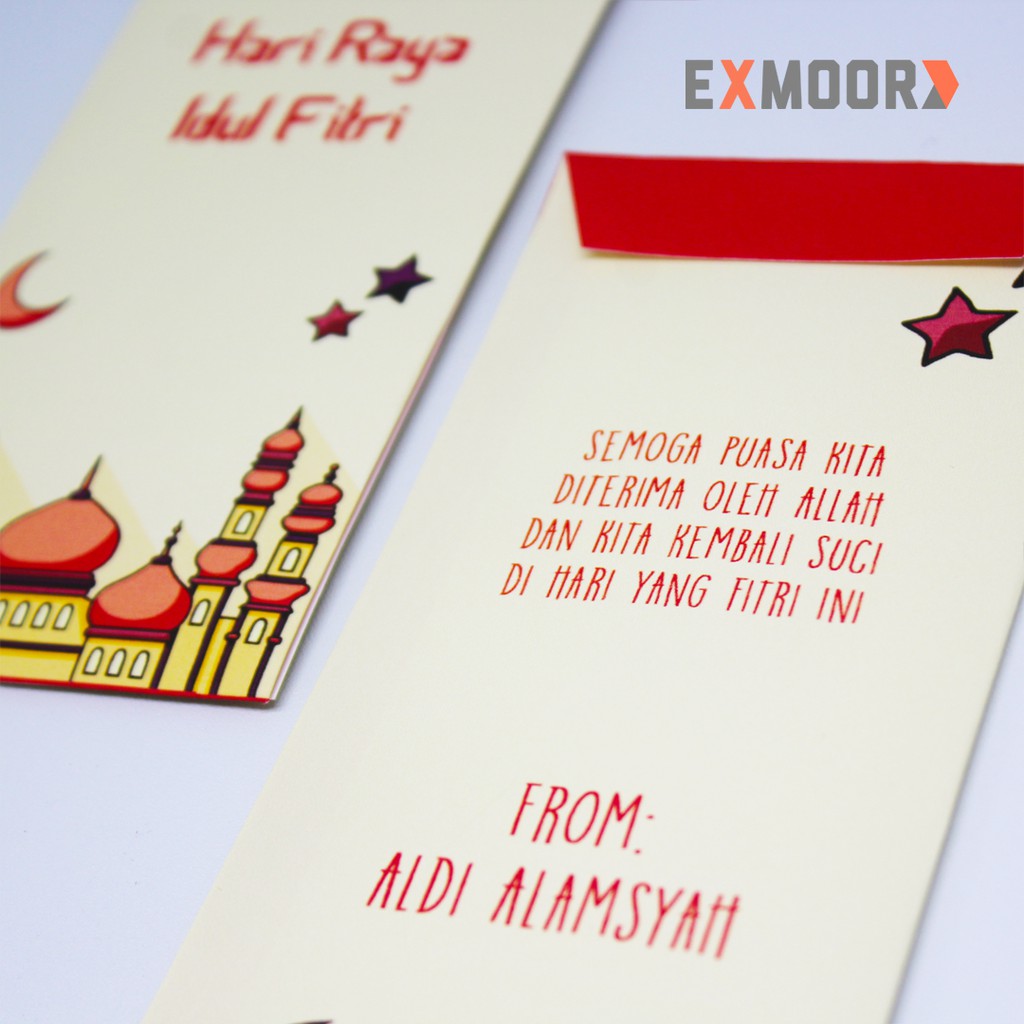 Hari Raya
Idul Fitri
EXMOOR
SEMOGA PUASA KITA
DITERIMA OLEH ALLAH
DAN KITA KEMBALI SUCI
DI HARI YANG FITRI INI
FROM:
ALDI ALAMSYAH